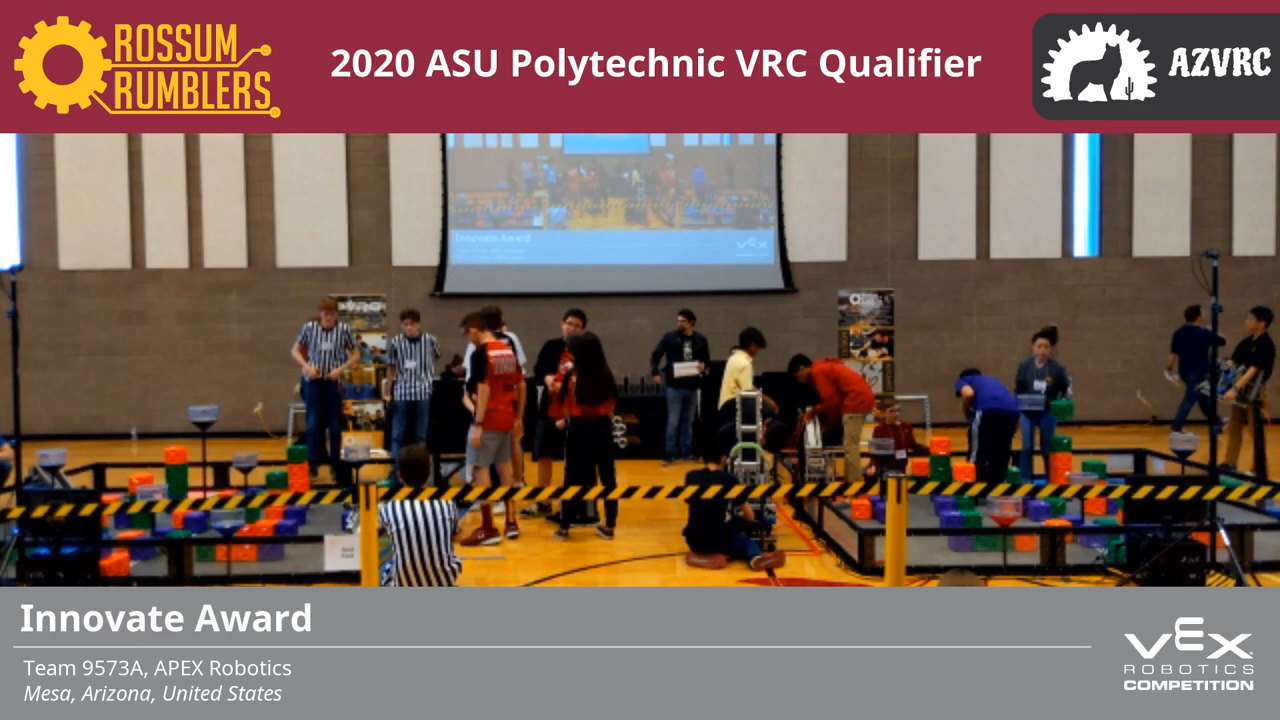 ROSSUM
RUMBLERS
2020 ASU Polytechnic VRC Qualifier
AZVRC
Innovate Award
VEX
Innovate Award
Team 9573A, APEX Robotics
Mesa, Arizona, United States
VEX
ROBOTICS
COMPETITION